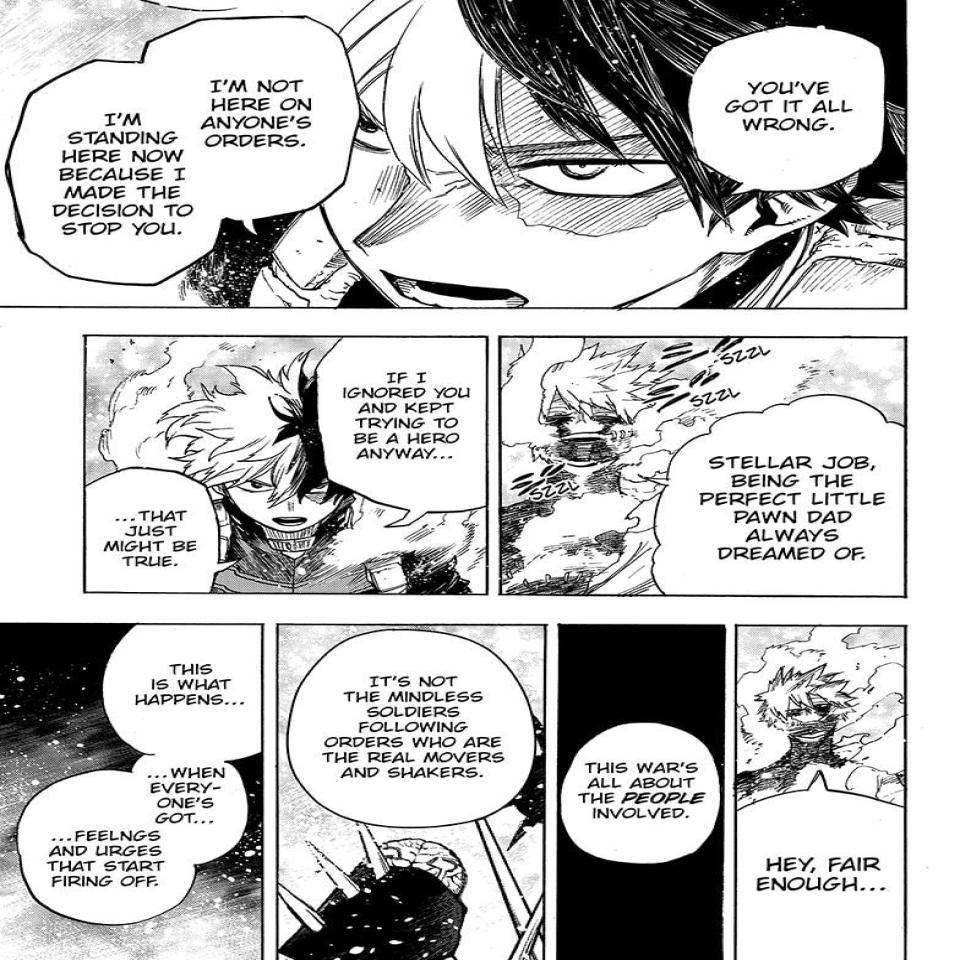 YOU'VE
GOT IT ALL
WRONG.
I'M NOT
HERE ON
ANYONE'S
ORDERS.
I'M
STANDING
HERE NOW
BECAUSE I
MADE THE
DECISION TO
STOP YOU.
SZZL
SZZL
SZZL
STELLAR JOB,
BEING THE
PERFECT LITTLE
PAWN DAD
ALWAYS
DREAMED OF.
IF I
IGNORED YOU
AND KEPT
TRYING TO
BE A HERO
ANYWAY...
...THAT
JUST
MIGHT BE
TRUE.
HEY, FAIR
ENOUGH...
THIS WAR'S
ALL ABOUT
THE PEOPLE
INVOLVED.
IT'S NOT
THE MINDLESS
SOLDIERS
FOLLOWING
ORDERS WHO ARE
THE REAL MOVERS
AND SHAKERS.
THIS
IS WHAT
HAPPENS...
...WHEN
EVERY-
ONE'S
GOT...
...FEELNGS
AND URGES
THAT START
FIRING OFF.